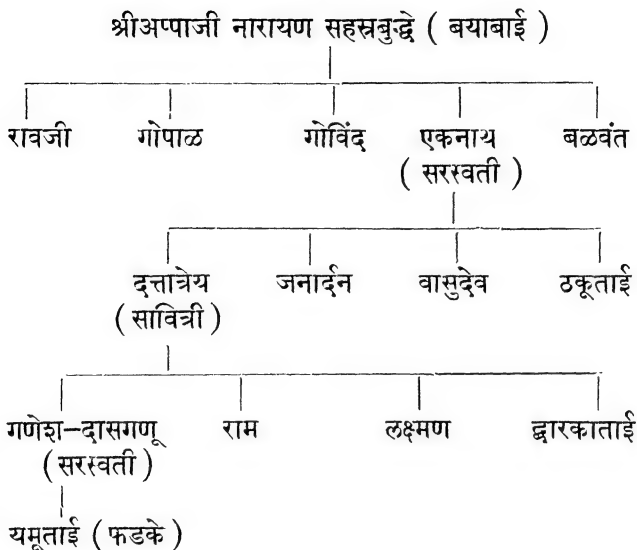 श्रीअप्पाजी नारायण सहस्रबुद्धे ( बयाबाई )
रावजी गोपाळ गोविंद एकनाथ बळवंत
( सरस्वती )
दत्तात्रेय जनार्दन वासुदेव ठकूताई
( सावित्री )
गणेश-दासगणू राम लक्ष्मण द्वारकाताई
( सरस्वती )
यमूताई ( फडके )